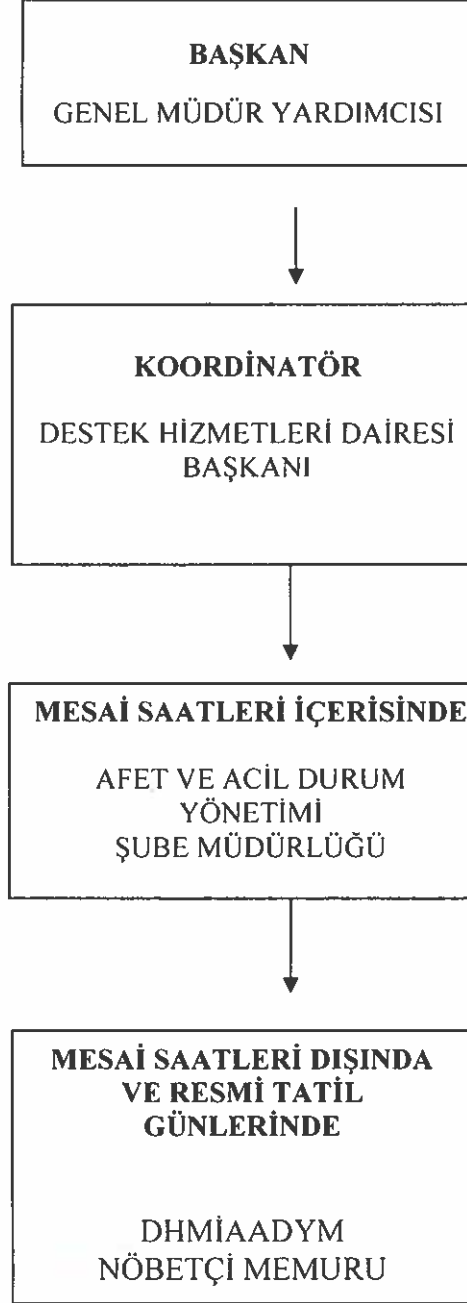 BAŞKAN
GENEL MÜDÜR YARDIMCISI
KOORDİNATÖR
DESTEK HİZMETLERİ DAİRESİ
BAŞKANI
MESAİ SAATLERİ İÇERİSİNDE
AFET VE ACİL DURUM
YÖNETİMİ
ŞUBE MÜDÜRLÜĞÜ
MESAİ SAATLERİ DIŞINDA
VE RESMİ TATİL
GÜNLERİNDE
DHMİAADYM
NÖBETÇİ MEMURU